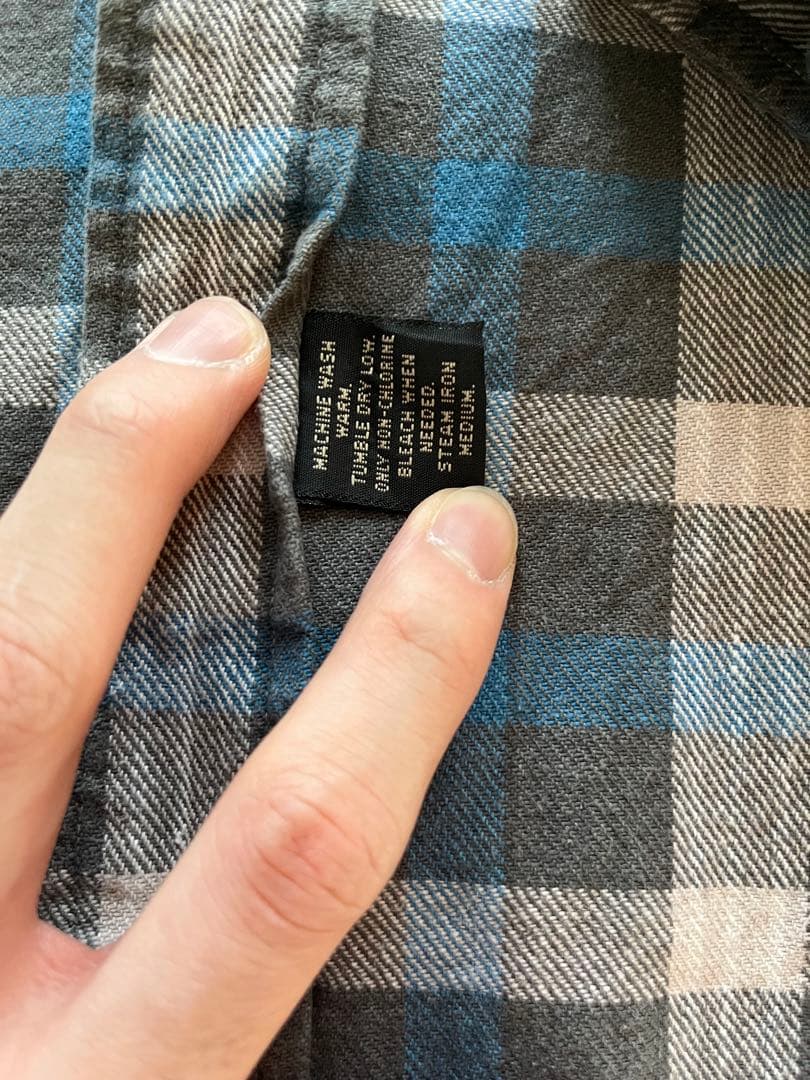 MACHINE WASH
WARM.
TUMBLE DRY LOW.
ONLY NON-CHLORINE
BLEACH WHEN
NEEDED.
STEAM IRON
MEDIUM.